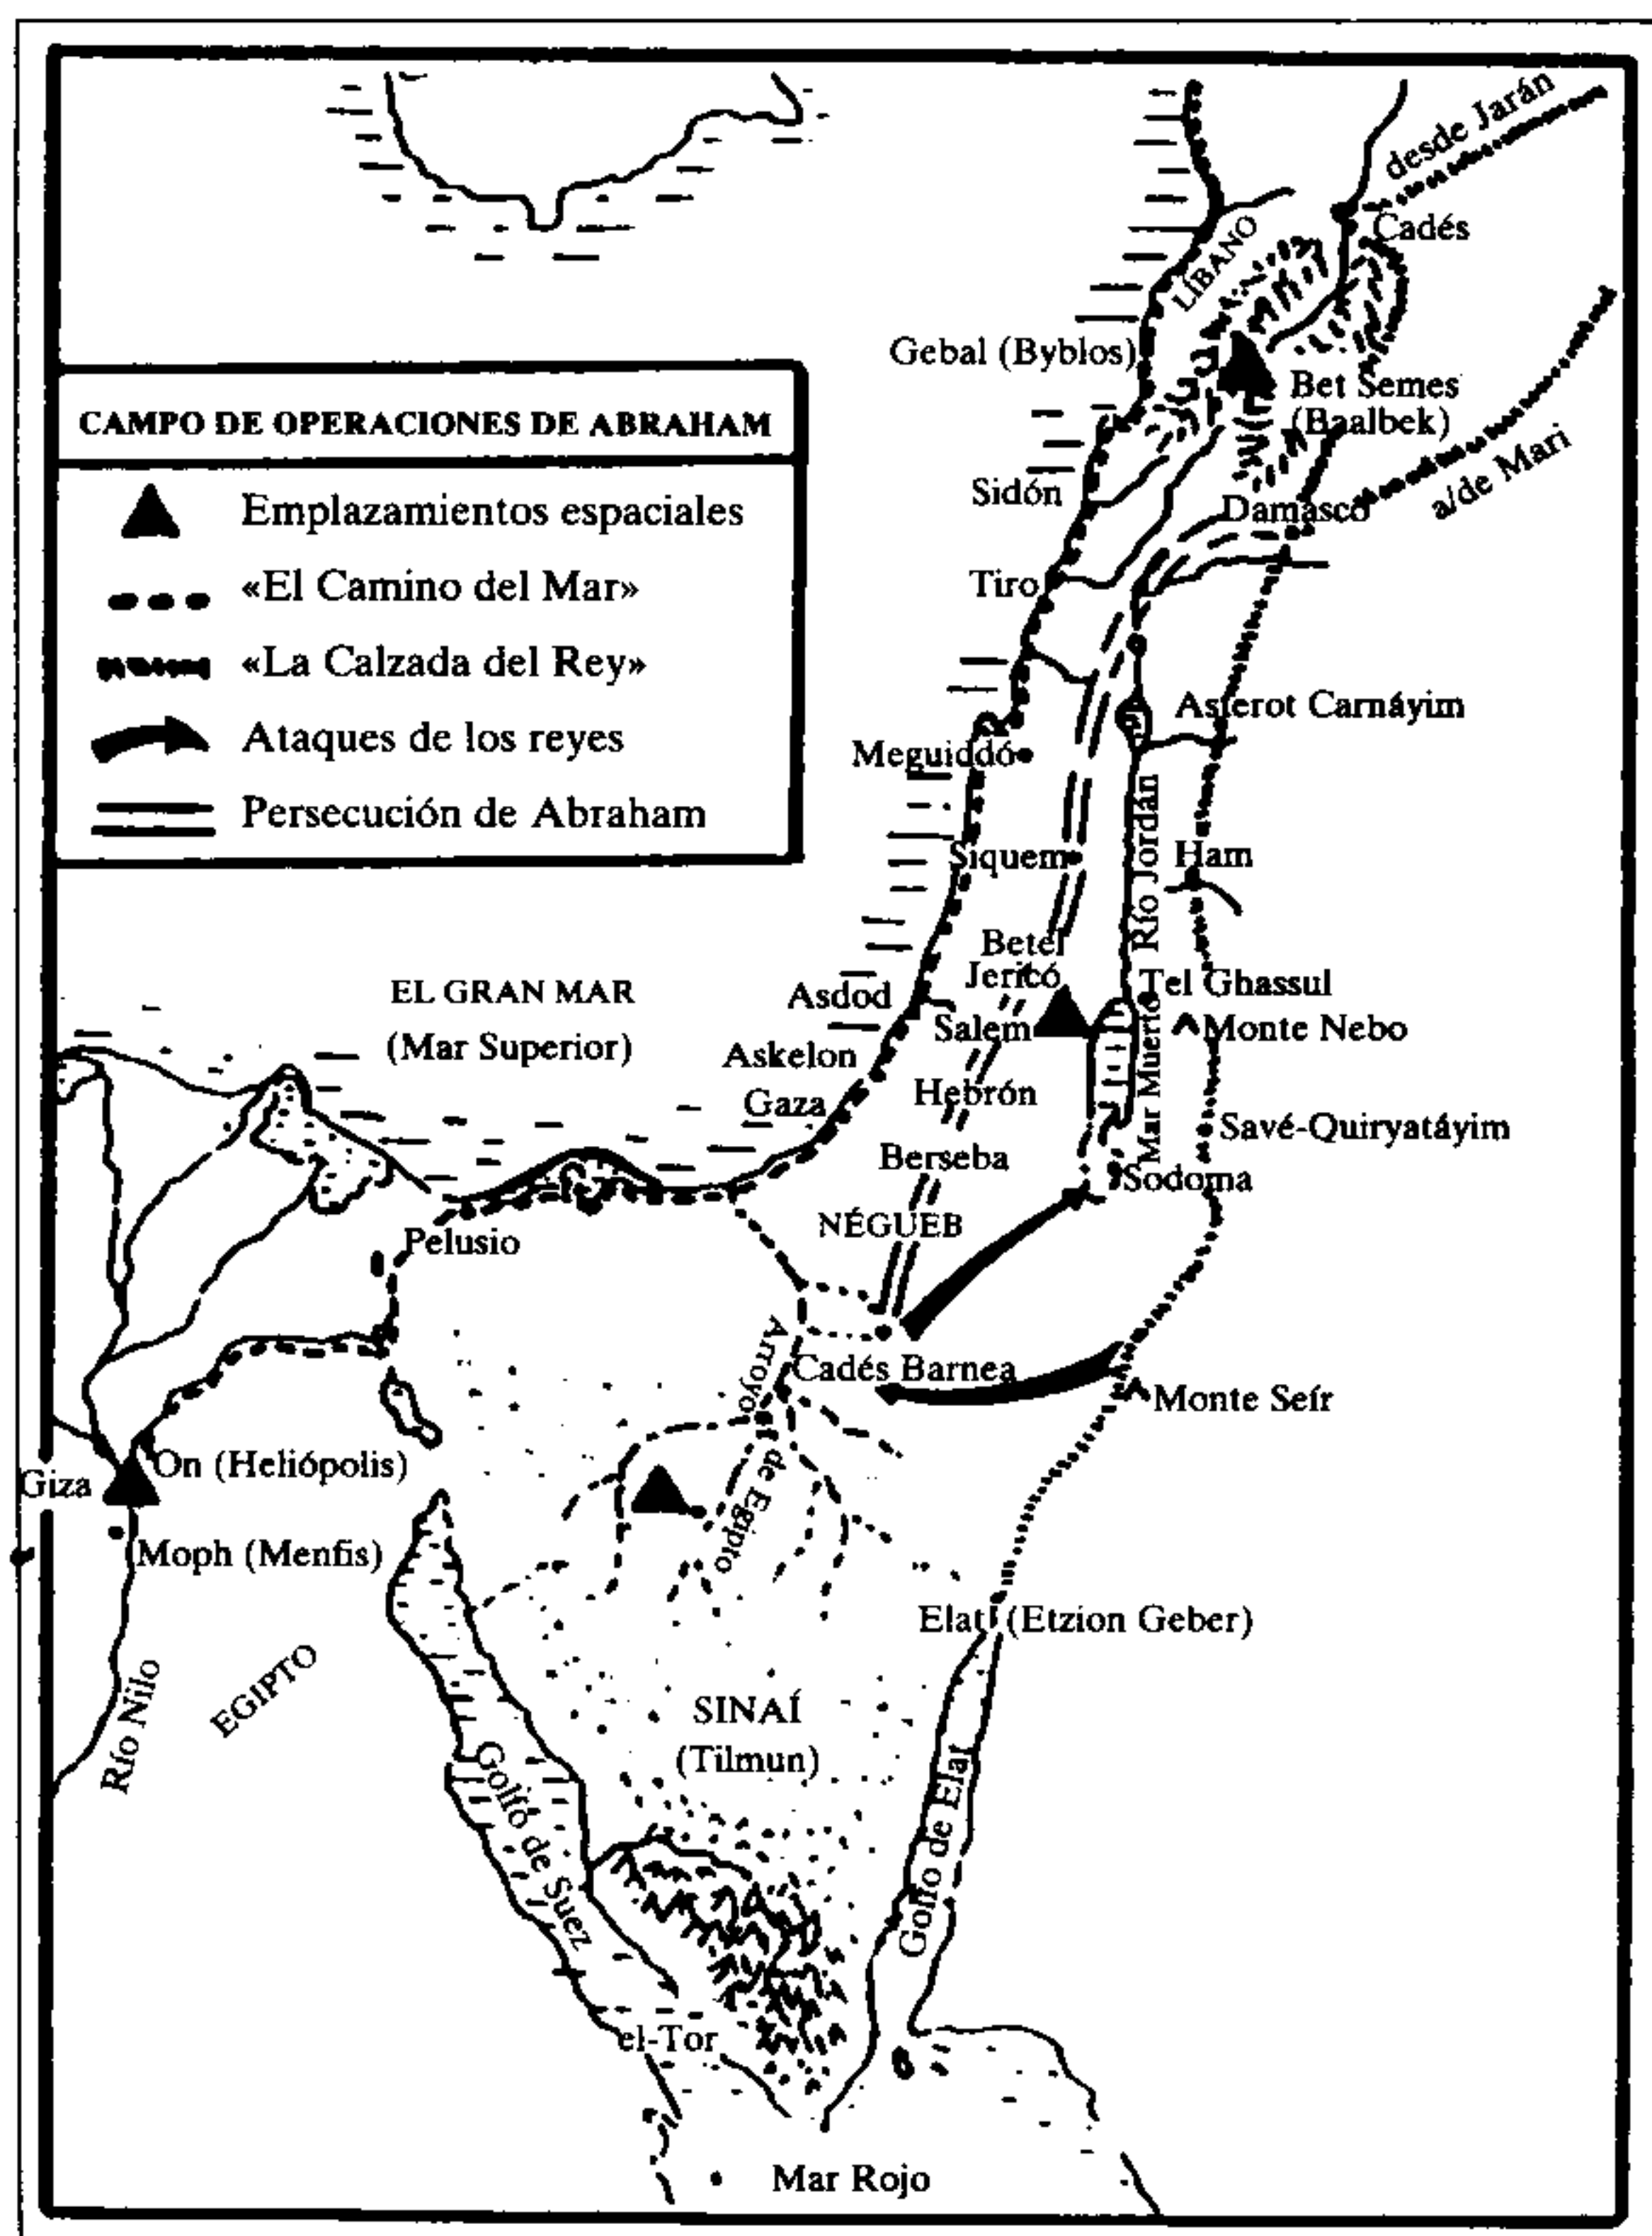 desde Jarán
Cadés
LÍBANO
Gebal (Byblos)
Bet Semes
(Baalbek)
CAMPO DE OPERACIONES DE ABRAHAM
Emplazamientos espaciales
«El Camino del Mar»
«La Calzada del Rey»
Ataques de los reyes
Persecución de Abraham
a/de Mari
Sidón
Damasco
Tiro
Asterot Carnáyim
Meguiddó
Río Jordán
Siquem
Ham
Betel
Jericó
EL GRAN MAR
(Mar Superior)
Asdod
Tel Ghassul
Salem
Monte Nebo
Askelon
Mar Muerto
Gaza
Hebrón
Savé-Quiryatáyim
Berseba
Sodoma
NÉGUEB
Pelusio
Arroyo de Egipto
Cadés Barnea
Monte Seír
On (Heliópolis)
Giza
Moph (Menfis)
Elat (Etzion Geber)
Río Nilo
EGIPTO
SINAÍ
(Tilmun)
Golfo de Suez
Golfo de Elat
el-Tor
Mar Rojo